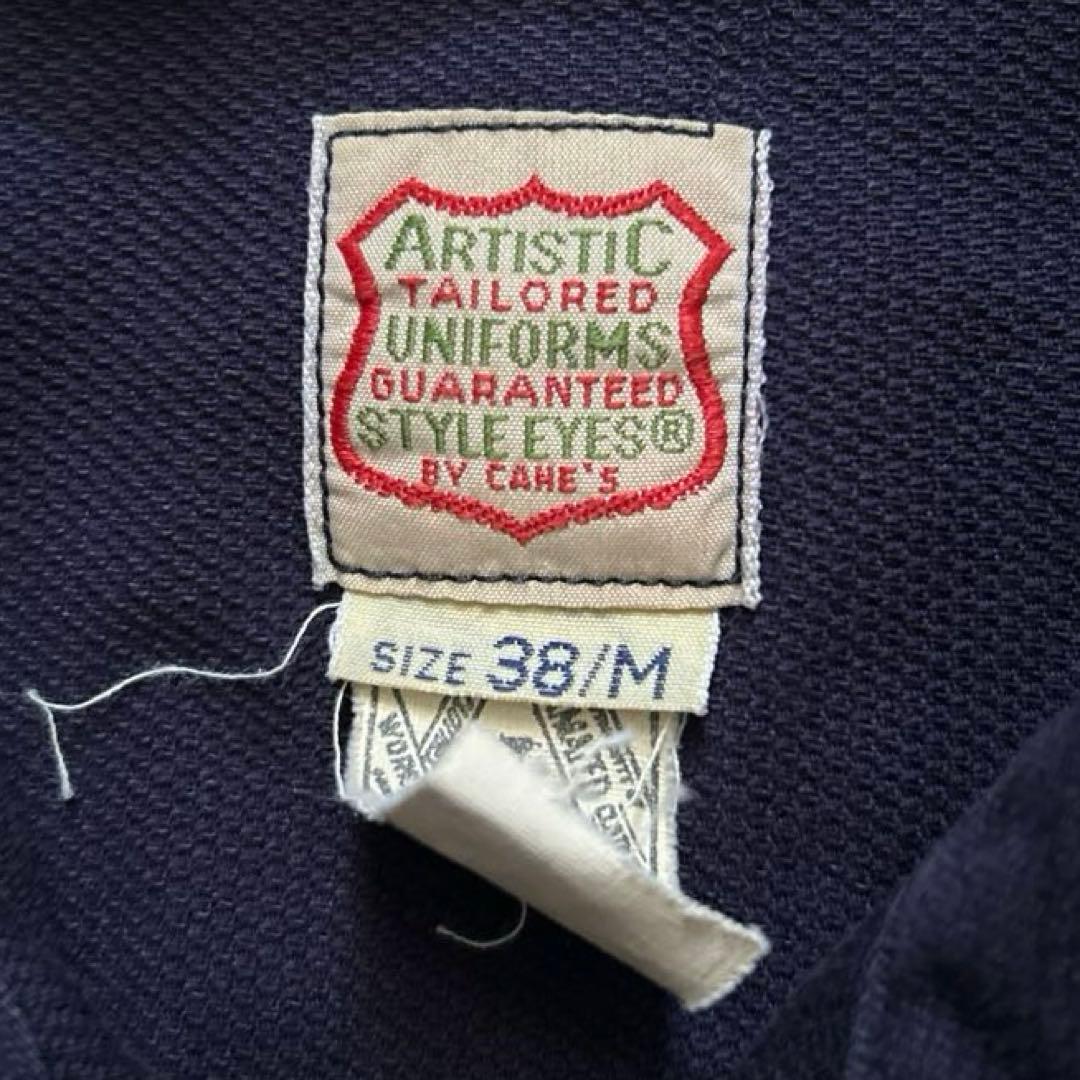 ARTISTIC
TAILORED
UNIFORMS
GUARANTEED
STYLE EYES®
BY CAHE'S
SIZE 38/M